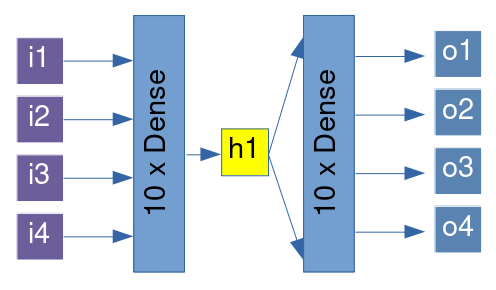 i1
i2
i3
i4
10 x Dense
h1
10 x Dense
o1
o2
o3
o4